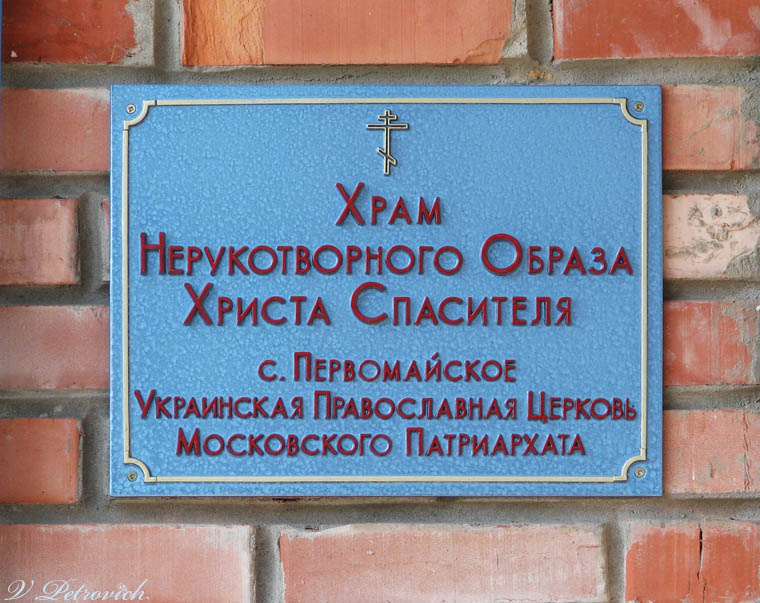 Храм
Нерукотворного Образа
Христа Спасителя
с. Первомайское
Украинская Православная Церковь
Московского Патриархата
V Petrovich.